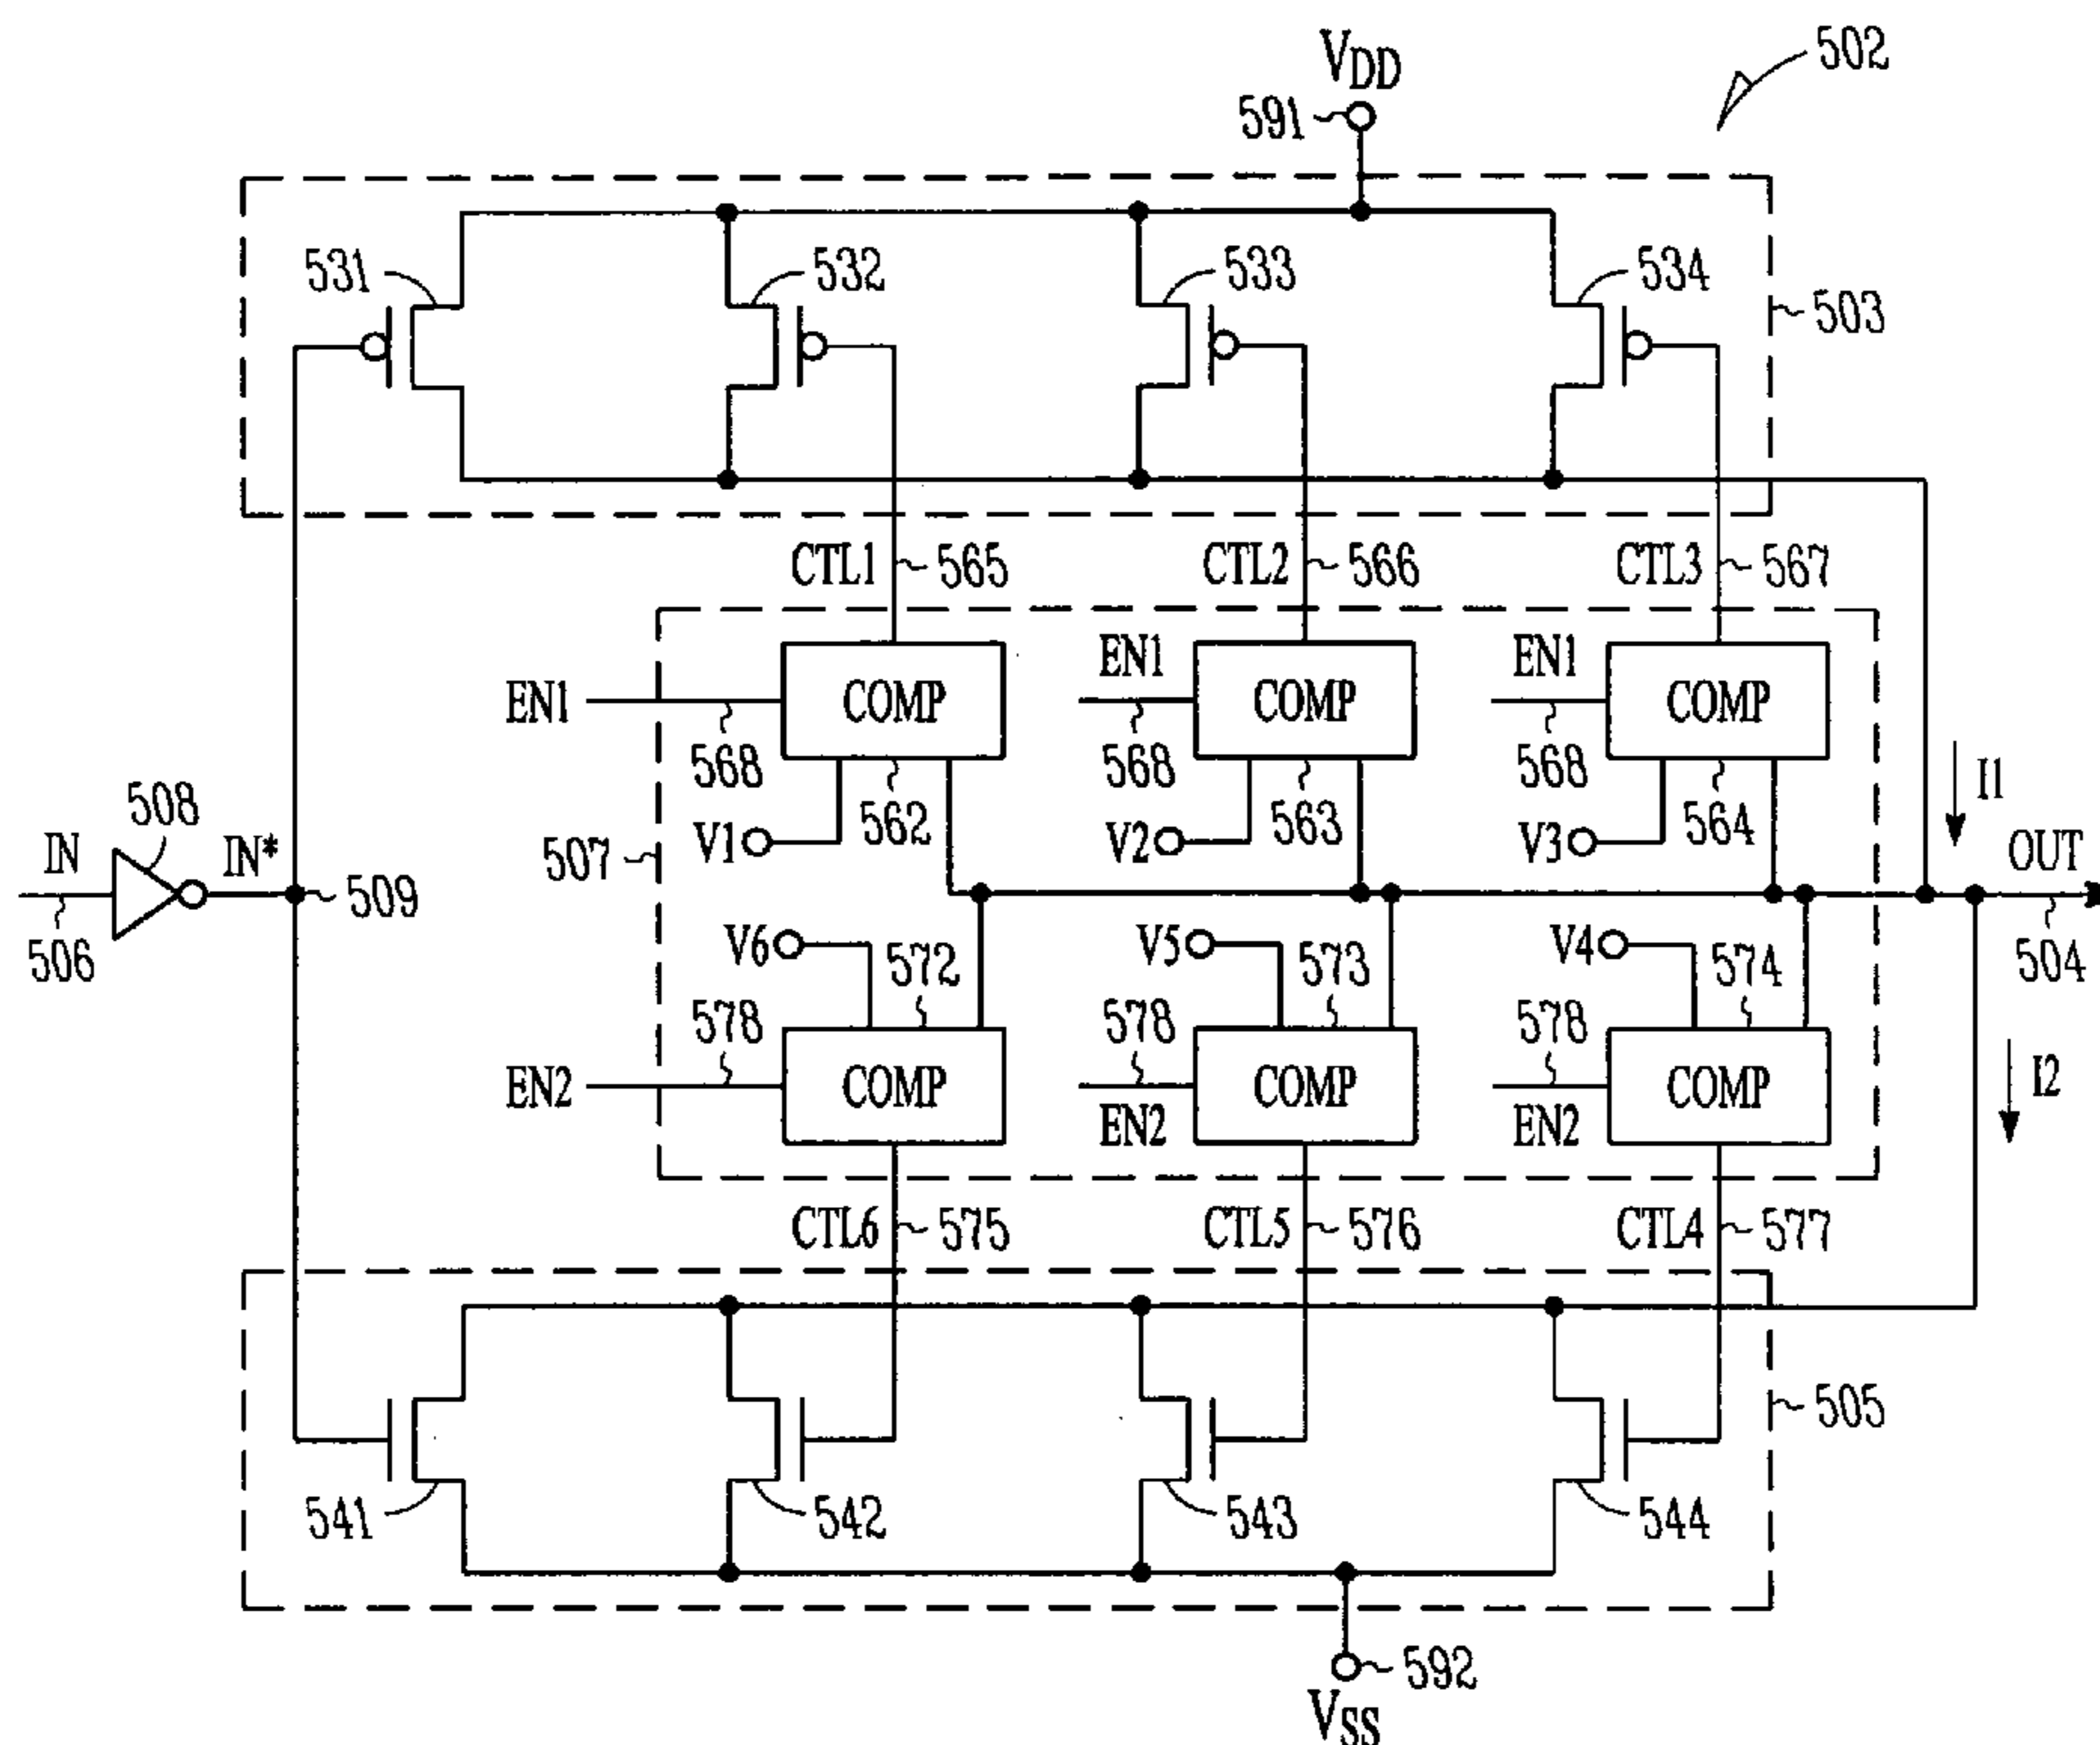 502
VDD
591
531
532
533
534
503
CTL1
565
CTL2
566
CTL3
567
EN1
COMP
EN1
COMP
EN1
COMP
568
568
568
562
563
564
V1
V2
V3
507
I1
508
IN
IN*
509
506
OUT
504
V6
572
V5
573
V4
574
578
578
578
EN2
COMP
EN2
COMP
EN2
COMP
I2
CTL6
575
CTL5
576
CTL4
577
505
541
542
543
544
592
VSS